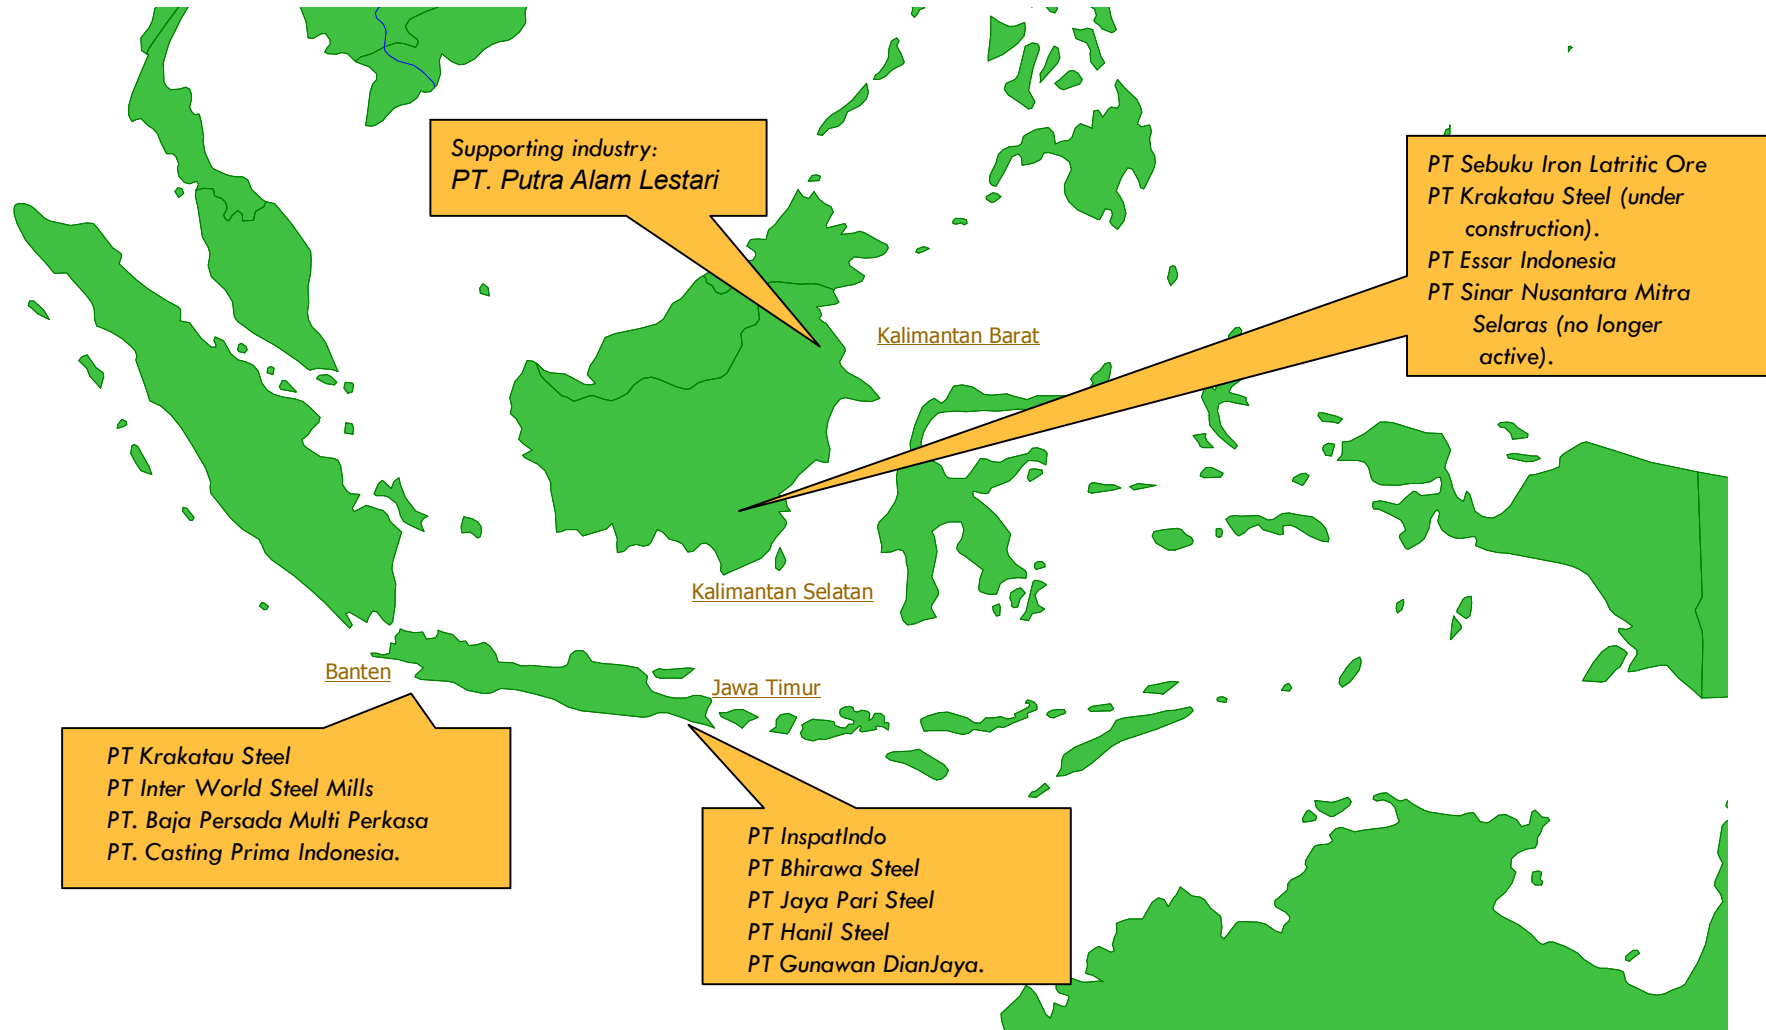 Supporting industry:
PT. Putra Alam Lestari
PT Sebuku Iron Latritic Ore
PT Krakatau Steel (under
construction).
PT Essar Indonesia
PT Sinar Nusantara Mitra
Selaras (no longer
active).
Kalimantan Barat
Kalimantan Selatan
Banten
Jawa Timur
PT Krakatau Steel
PT Inter World Steel Mills
PT. Baja Persada Multi Perkasa
PT. Casting Prima Indonesia.
PT InspatIndo
PT Bhirawa Steel
PT Jaya Pari Steel
PT Hanil Steel
PT Gunawan DianJaya.